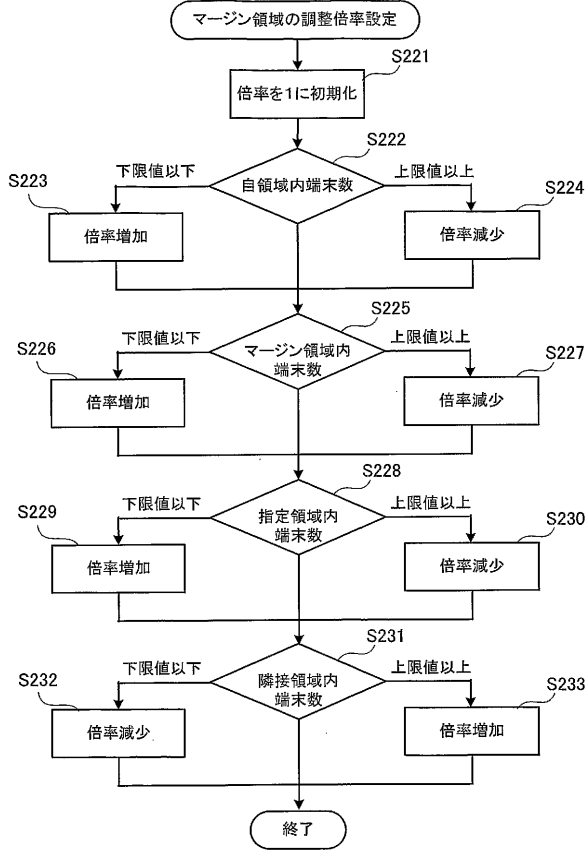 マージン領域の調整倍率設定
S221
倍率を1に初期化
S222
下限値以下
自領域内端末数
上限値以上
S223
倍率増加
S224
倍率減少
S225
下限値以下
マージン領域内
端末数
上限値以上
S226
倍率増加
S227
倍率減少
S228
下限値以下
指定領域内
端末数
上限値以上
S229
倍率増加
S230
倍率減少
S231
下限値以下
隣接領域内
端末数
上限値以上
S232
倍率減少
S233
倍率増加
終了